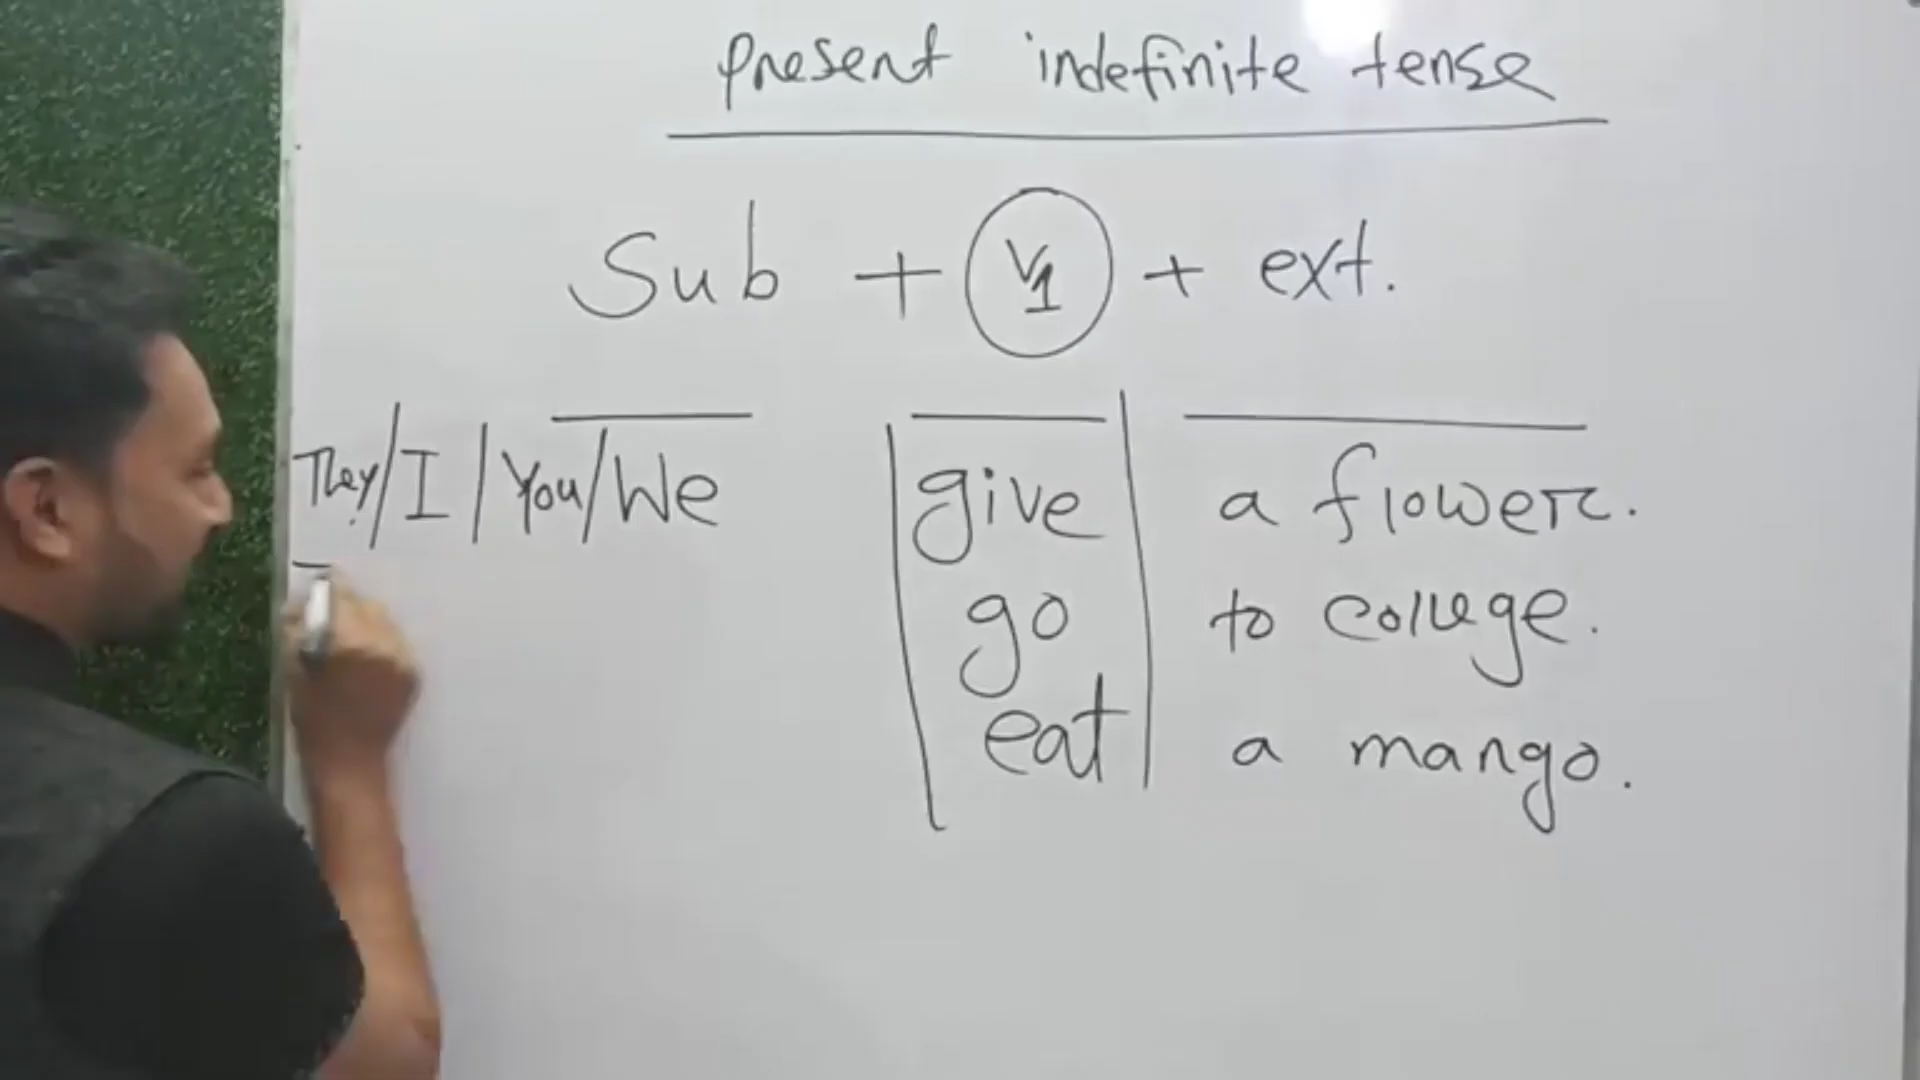 present indefinite tense
Sub + V1 + ext.
They/I/You/We give a flower.
go to college.
eat a mango.